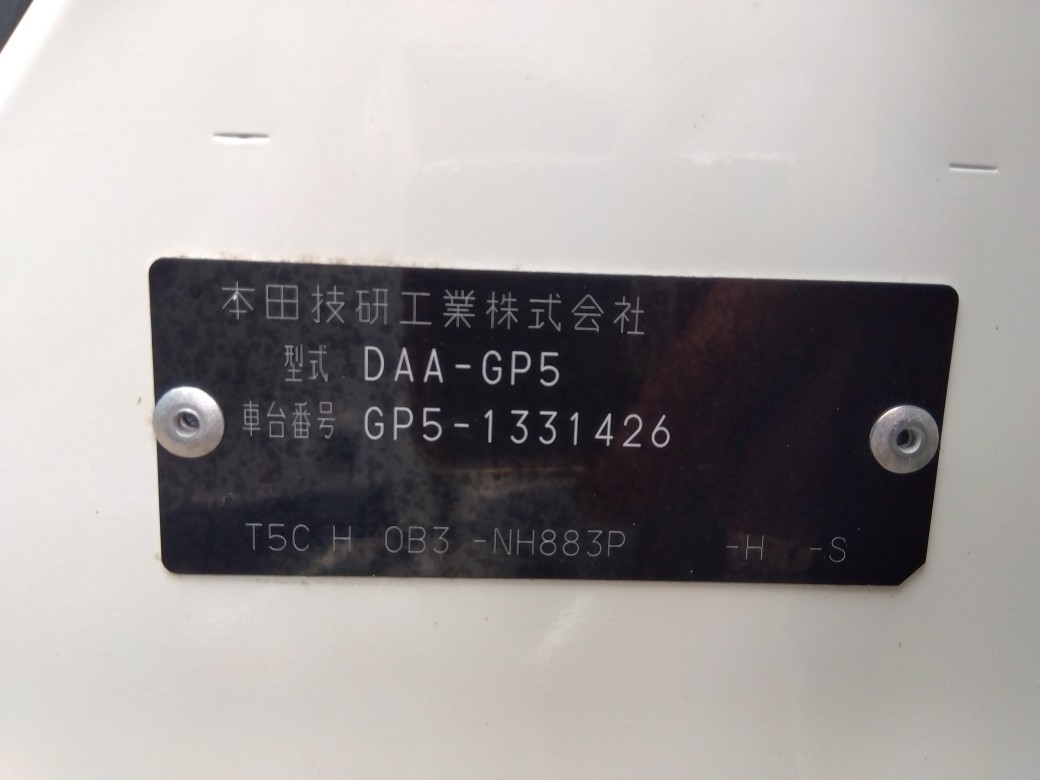 本田技研工業株式会社
型式 DAA-GP5
車台番号 GP5-1331426
T5C H 0B3 -NH883P -H -S